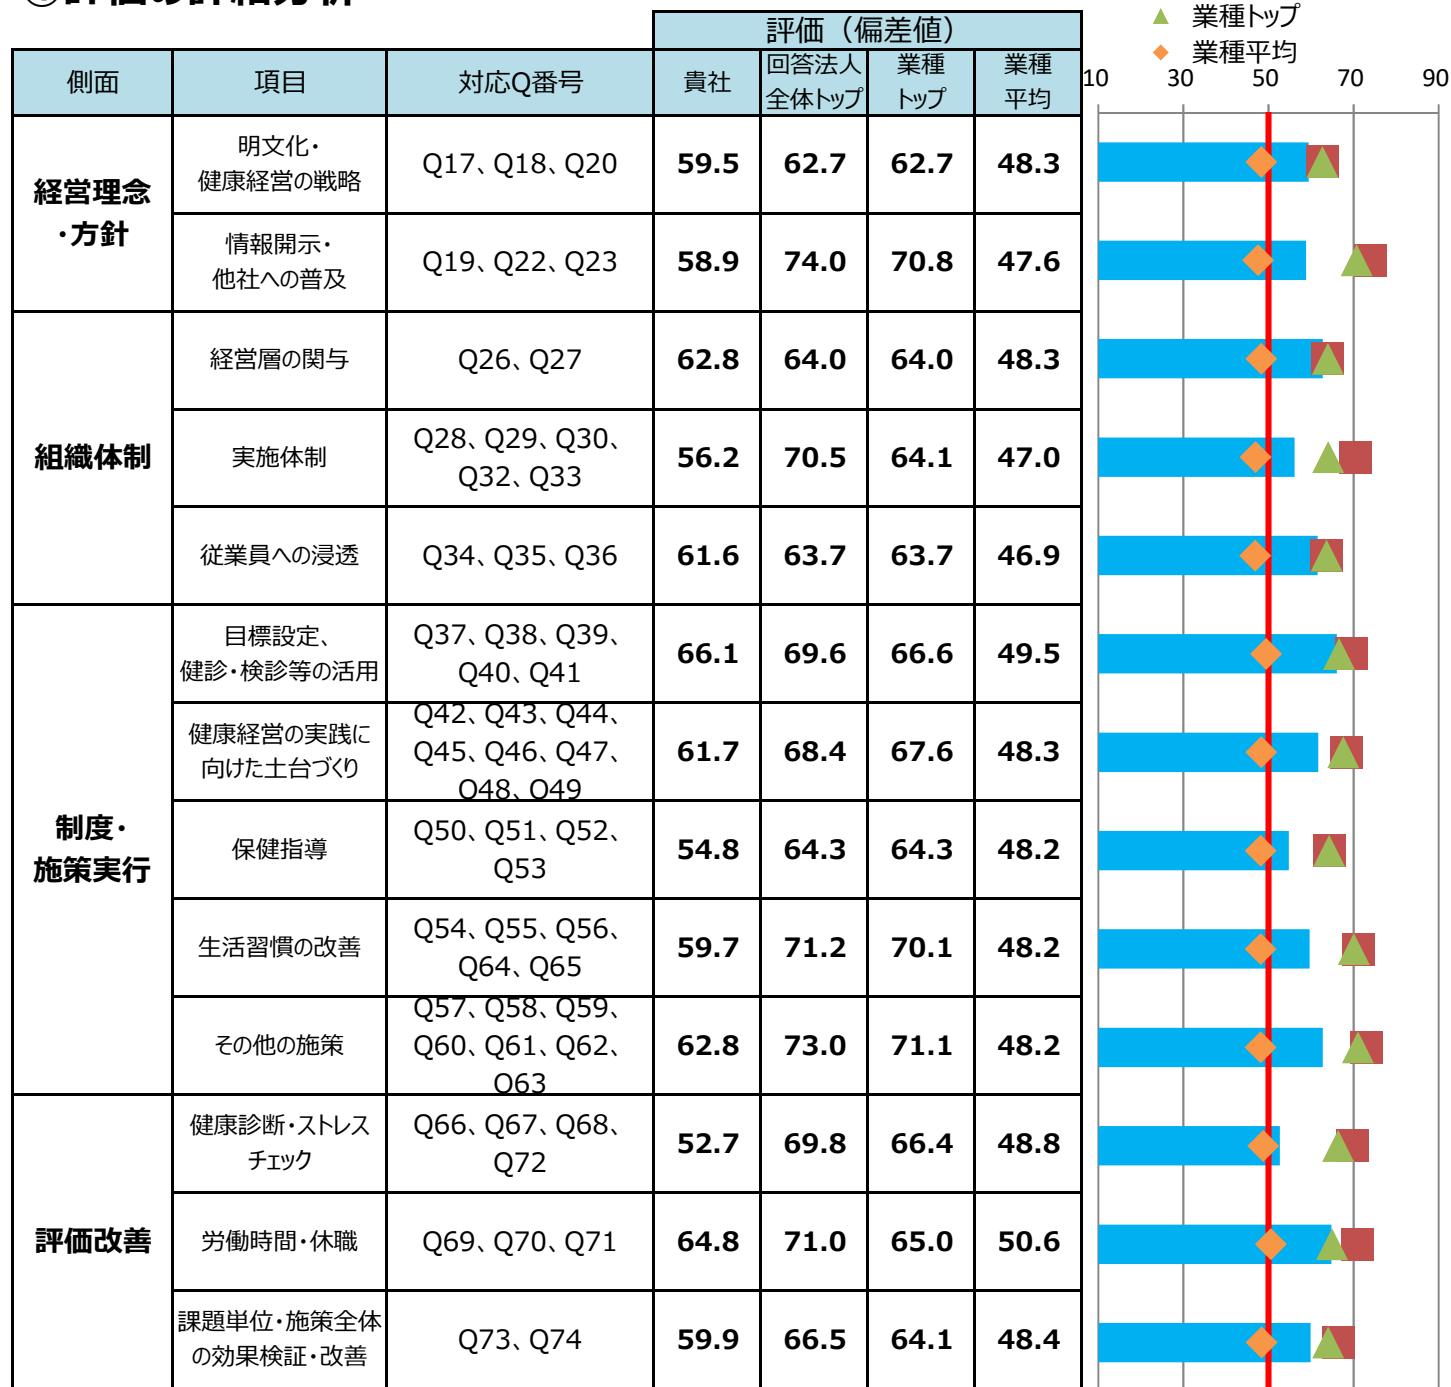 評価（偏差値）
▲ 業種トップ
◆ 業種平均
側面 項目 対応Q番号 貴社 回答法人 全体トップ 業種 トップ 業種 平均
10 30 50 70 90
経営理念
・方針
明文化・
健康経営の戦略
Q17、Q18、Q20
59.5 62.7 62.7 48.3
情報開示・
他社への普及
Q19、Q22、Q23
58.9 74.0 70.8 47.6
組織体制
経営層の関与
Q26、Q27
62.8 64.0 64.0 48.3
実施体制
Q28、Q29、Q30、
Q32、Q33
56.2 70.5 64.1 47.0
従業員への浸透
Q34、Q35、Q36
61.6 63.7 63.7 46.9
制度・
施策実行
目標設定、
健診・検診等の活用
Q37、Q38、Q39、
Q40、Q41
66.1 69.6 66.6 49.5
健康経営の実践に
向けた土台づくり
Q42、Q43、Q44、
Q45、Q46、Q47、
Q48、Q49
61.7 68.4 67.6 48.3
保健指導
Q50、Q51、Q52、
Q53
54.8 64.3 64.3 48.2
生活習慣の改善
Q54、Q55、Q56、
Q64、Q65
59.7 71.2 70.1 48.2
その他の施策
Q57、Q58、Q59、
Q60、Q61、Q62、
Q63
62.8 73.0 71.1 48.2
評価改善
健康診断・ストレス
チェック
Q66、Q67、Q68、
Q72
52.7 69.8 66.4 48.8
労働時間・休職
Q69、Q70、Q71
64.8 71.0 65.0 50.6
課題単位・施策全体
の効果検証・改善
Q73、Q74
59.9 66.5 64.1 48.4